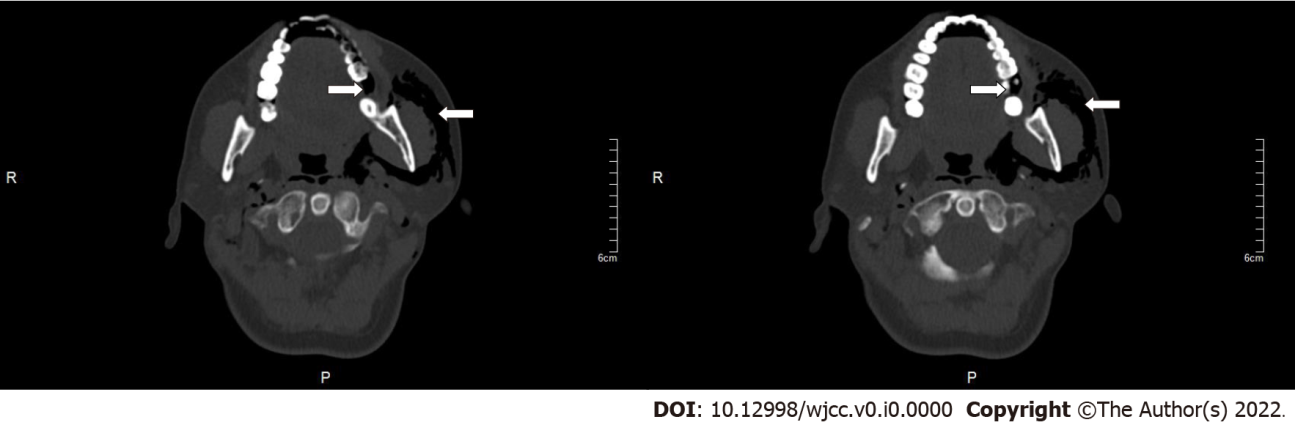 R
6cm
P
R
6cm
P
DOI: 10.12998/wjcc.v0.i0.0000 Copyright ©The Author(s) 2022.